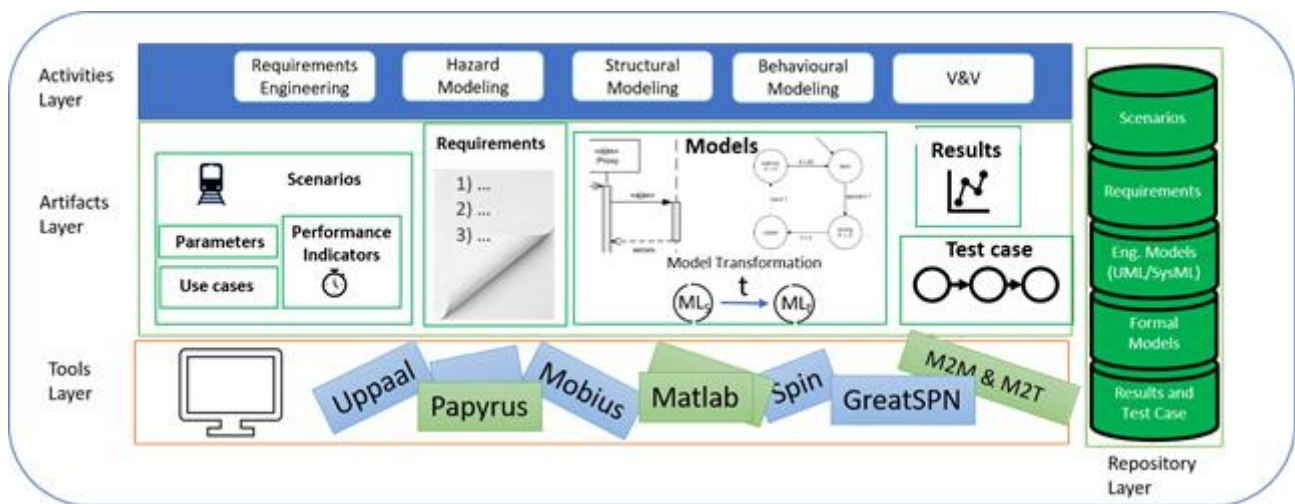 Activities
Layer
Requirements
Engineering
Hazard
Modeling
Structural
Modeling
Behavioural
Modeling
V&V
Artifacts
Layer
Scenarios
Parameters
Use cases
Performance
Indicators
Requirements
1) ...
2) ...
3) ...
Models
Model Transformation
t
Results
Test case
Tools
Layer
Uppaal
Papyrus
Mobius
Matlab
Spin
GreatSPN
M2M & M2T
Scenarios
Requirements
Eng. Models
(UML/SysML)
Formal
Models
Results and
Test Case
Repository
Layer